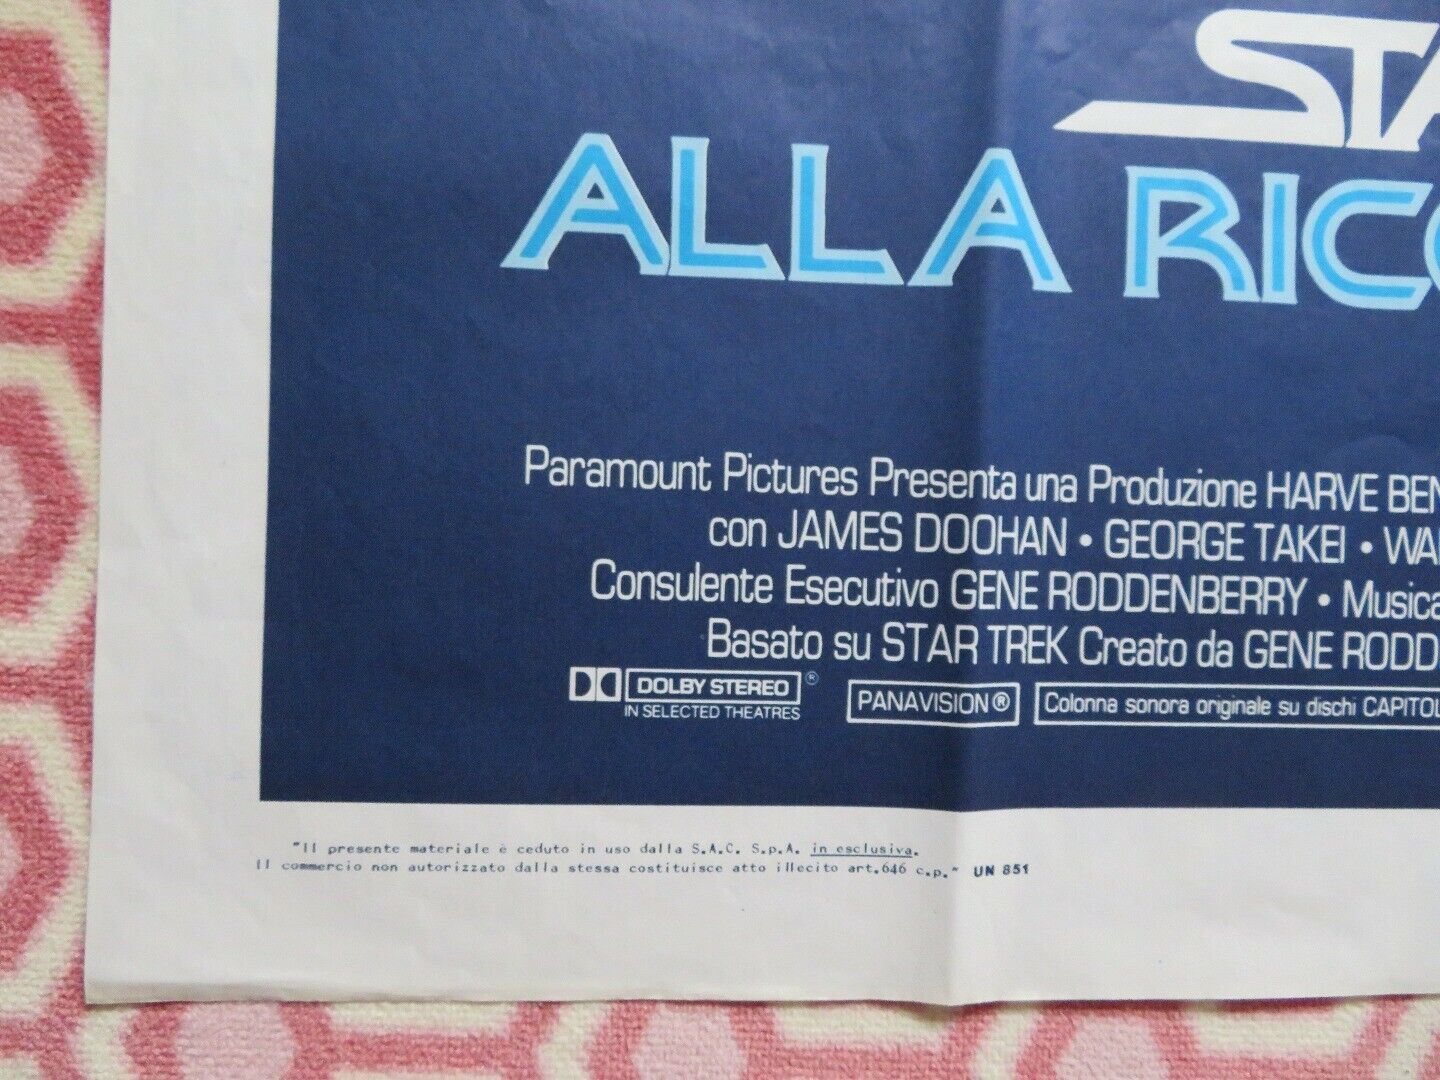 STA
ALLA RICO
Paramount Pictures Presenta una Produzione HARVE BEN
con JAMES DOOHAN • GEORGE TAKEI • WAL
Consulente Esecutivo GENE RODDENBERRY • Musica
Basato su STAR TREK Creato da GENE RODD
DOLBY STEREO ®
IN SELECTED THEATRES
PANAVISION®
Colonna sonora originale su dischi CAPITOL
"Il presente materiale è ceduto in uso dalla S.A.C. S.p.A. in esclusiva.
Il commercio non autorizzato dalla stessa costituisce atto illecito art.646 c.p." UN 851